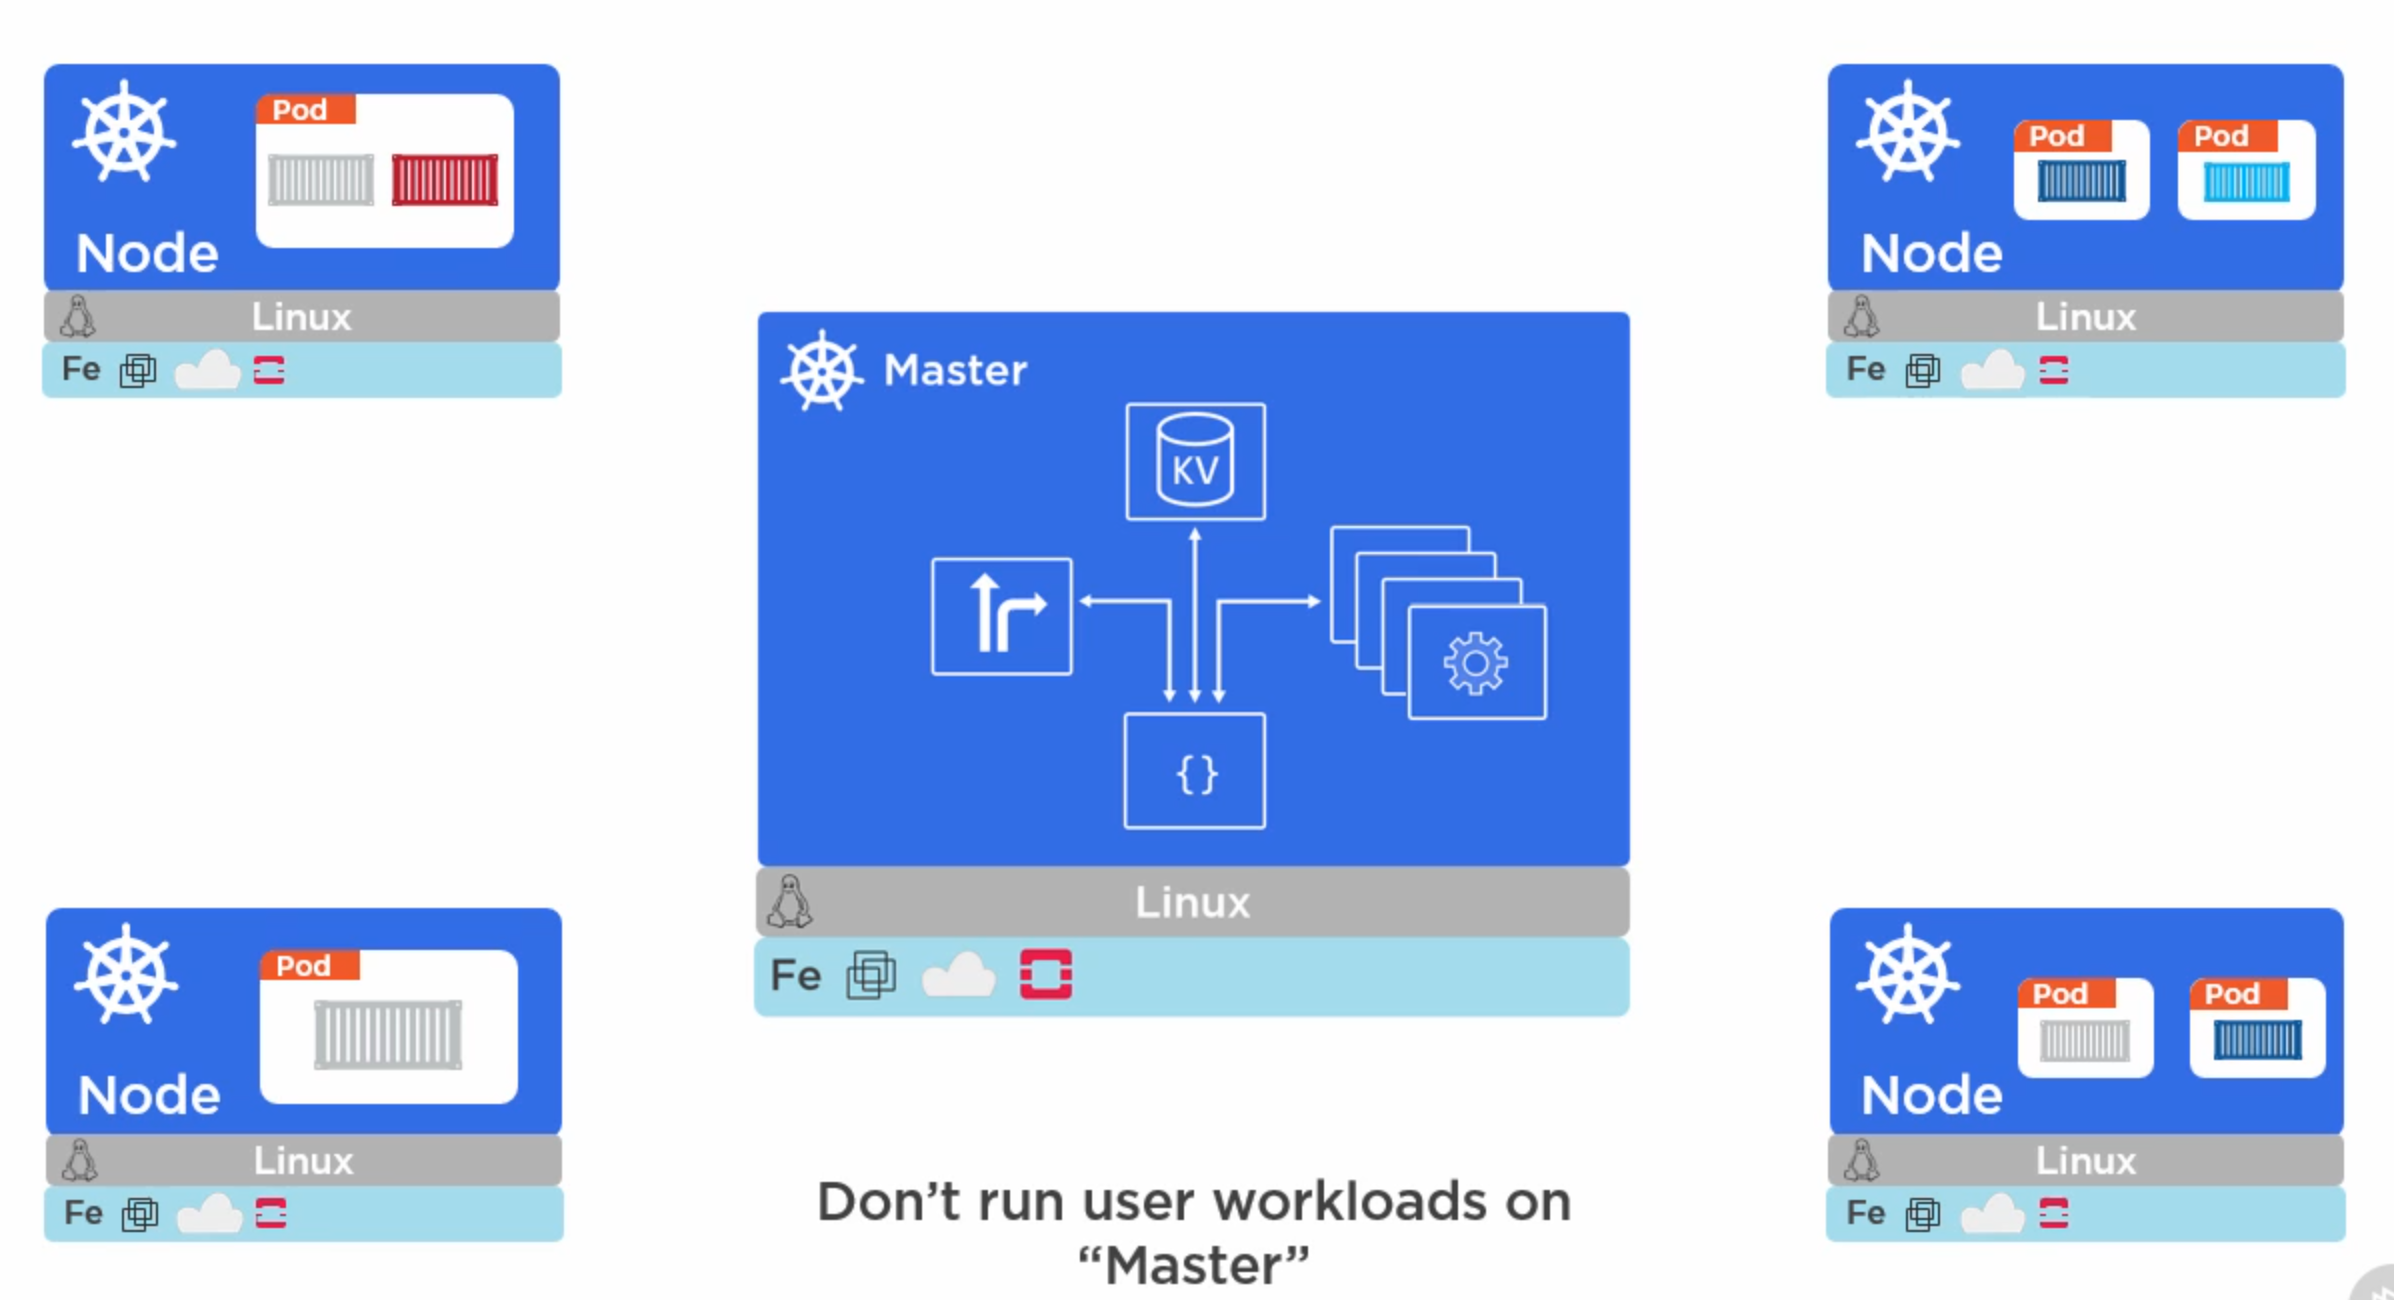 Pod
Node
Linux
Fe
Pod
Pod
Node
Linux
Fe
Master
KV
{}
Linux
Fe
Pod
Node
Linux
Fe
Pod
Pod
Node
Linux
Fe
Don’t run user workloads on
“Master”